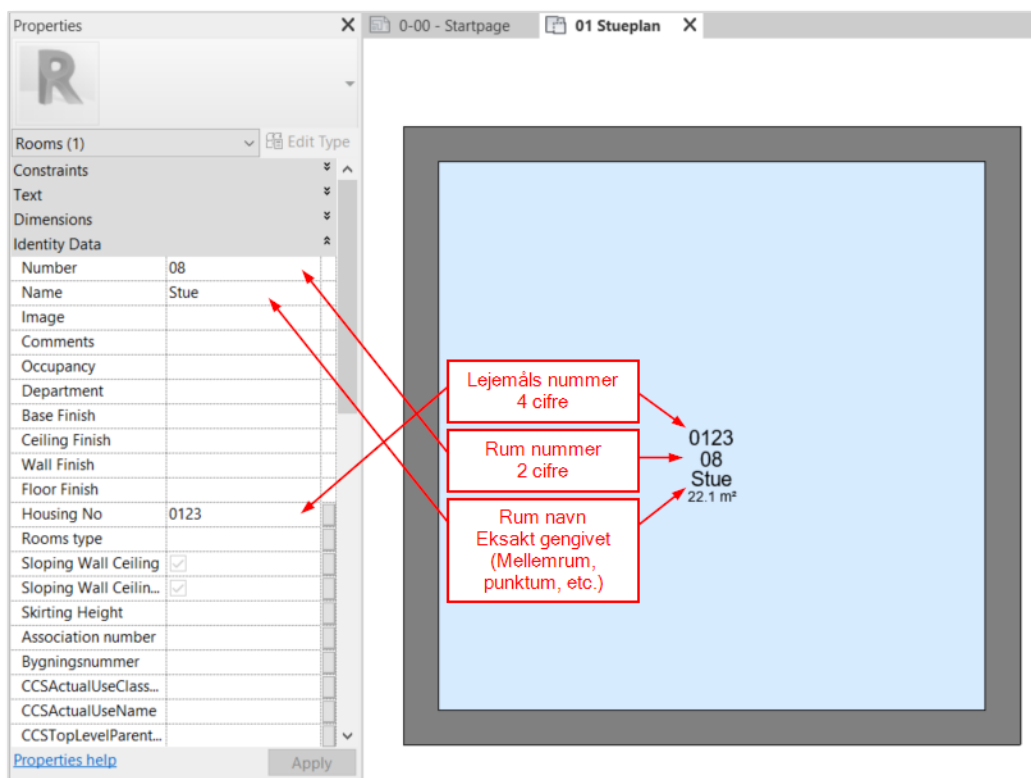 Properties
0-00 - Startpage
01 Stueplan
R
Rooms (1)
Edit Type
Constraints
Text
Dimensions
Identity Data
Number 08
Name Stue
Image
Comments
Occupancy
Department
Base Finish
Ceiling Finish
Wall Finish
Floor Finish
Housing No 0123
Rooms type
Sloping Wall Ceiling
Sloping Wall Ceilin...
Skirting Height
Association number
Bygningsnummer
CCSActualUseClass...
CCSActualUseName
CCSTopLevelParent...
Properties help
Apply
Lejemåls nummer
4 cifre
Rum nummer
2 cifre
Rum navn
Eksakt gengivet
(Mellemrum,
punktum, etc.)
0123
08
Stue
22.1 m²